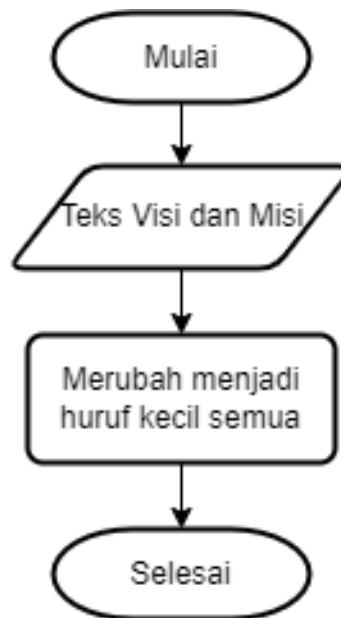 Mulai
Teks Visi dan Misi
Merubah menjadi
huruf kecil semua
Selesai